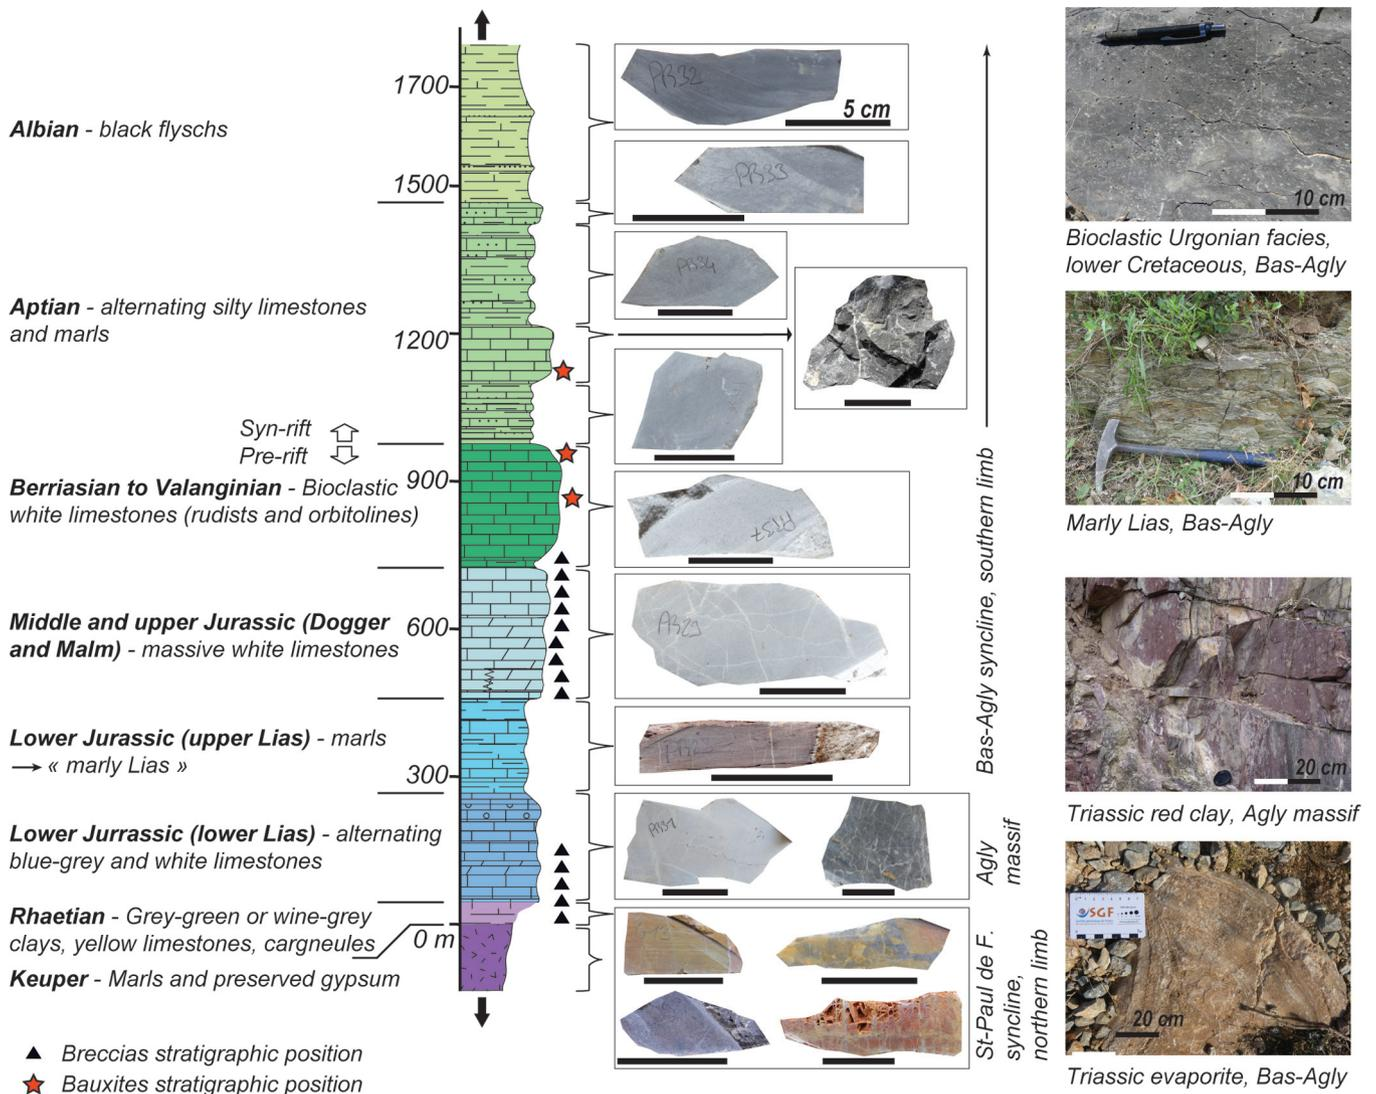 Albian - black flyschs
Aptian - alternating silty limestones
and marls
Syn-rift
Pre-rift
Berriasian to Valanginian - Bioclastic
white limestones (rudists and orbitolines)
Middle and upper Jurassic (Dogger
and Malm) - massive white limestones
Lower Jurassic (upper Lias) - marls
« marly Lias »
Lower Jurrassic (lower Lias) - alternating
blue-grey and white limestones
Rhaetian - Grey-green or wine-grey
clays, yellow limestones, cargneules
Keuper - Marls and preserved gypsum
Breccias stratigraphic position
Bauxites stratigraphic position
1700
1500
1200
900
600
300
0 m
PB32
5 cm
PB33
PB34
Bas-Agly syncline, southern limb
Agly
massif
St-Paul de F.
syncline,
northern limb
10 cm
Bioclastic Urgonian facies,
lower Cretaceous, Bas-Agly
10 cm
Marly Lias, Bas-Agly
20 cm
Triassic red clay, Agly massif
SGF
20 cm
Triassic evaporite, Bas-Agly